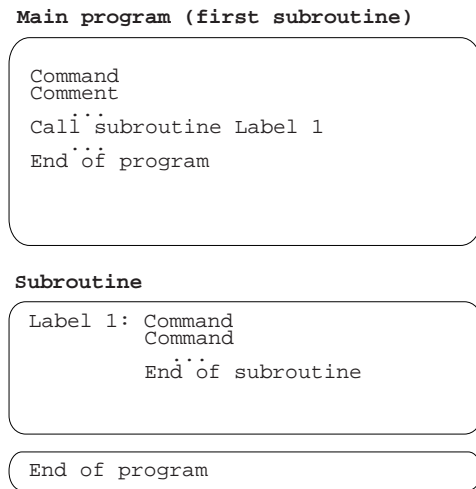 Main program (first subroutine)
Command
Comment
...
Call subroutine Label 1
...
End of program
Subroutine
Label 1: Command
Command
...
End of subroutine
End of program